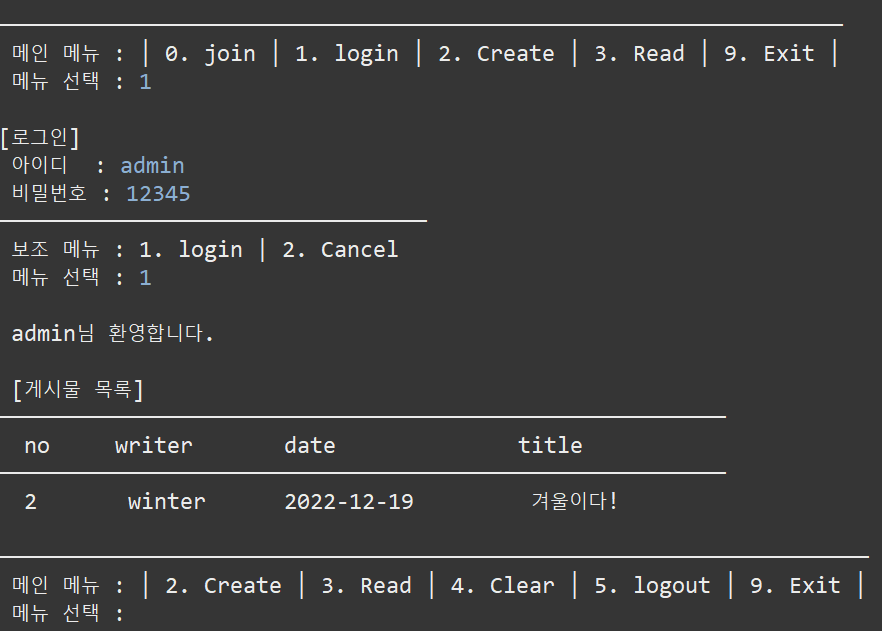 메인 메뉴 : | 0. join | 1. login | 2. Create | 3. Read | 9. Exit |
메뉴 선택 : 1
[로그인]
아이디 : admin
비밀번호 : 12345
보조 메뉴 : 1. login | 2. Cancel
메뉴 선택 : 1
admin님 환영합니다.
[게시물 목록]
no writer date title
2 winter 2022-12-19 겨울이다!
메인 메뉴 : | 2. Create | 3. Read | 4. Clear | 5. logout | 9. Exit |
메뉴 선택 :